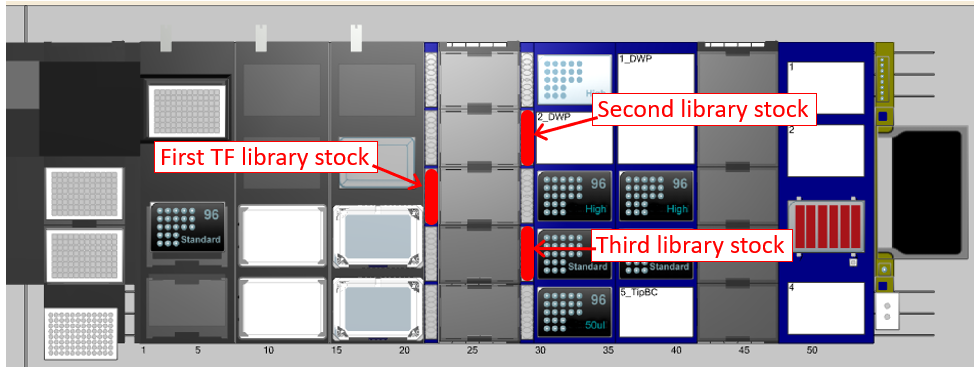 High
1_DWP
Second library stock
2_DWP
1
2
First TF library stock
96
High
96
High
96
Standard
Third library stock
Standard
Standard
96
50ul
5_TipBC
4
1
5
10
15
20
25
30
35
40
45
50